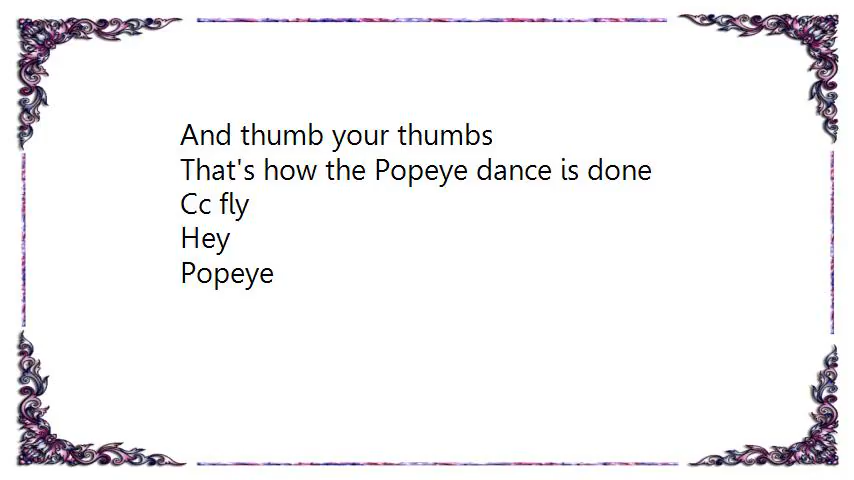 And thumb your thumbs
That's how the Popeye dance is done
Cc fly
Hey
Popeye